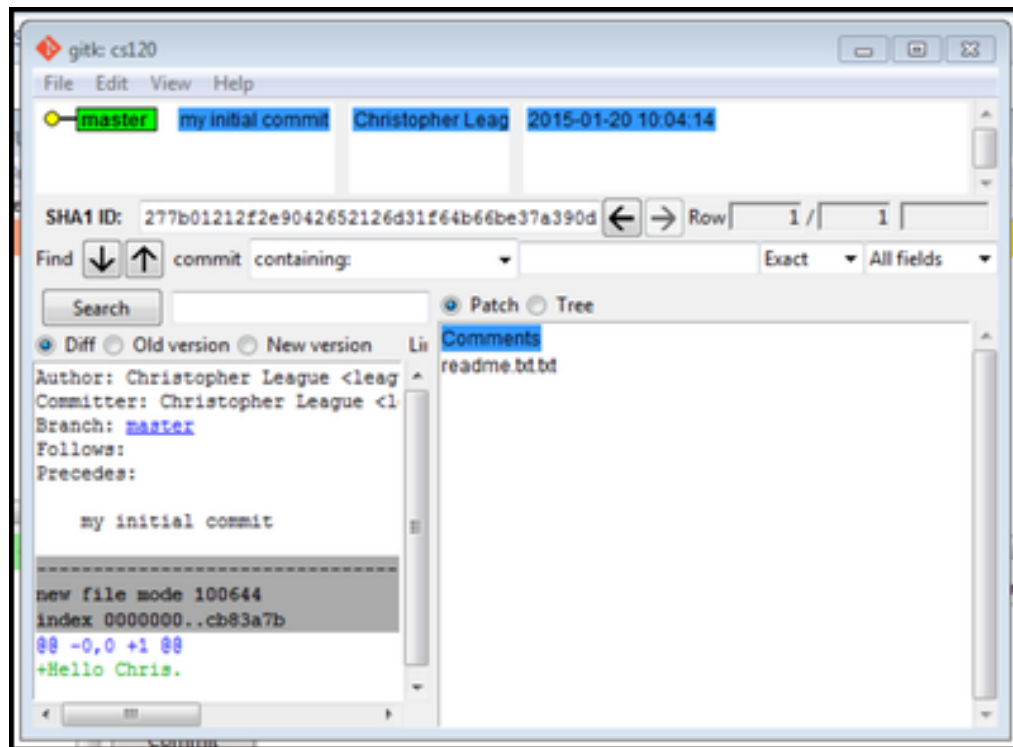 gitk: cs120
File Edit View Help
master my initial commit Christopher Leag 2015-01-20 10:04:14
SHA1 ID: 277b01212f2e9042652126d31f64b66be37a390d Row 1 / 1
Find commit containing: Exact All fields
Search Patch Tree
Diff Old version New version Lin
Comments
readme.txt.txt
Author: Christopher League <leag
Committer: Christopher League <l
Branch: master
Follows:
Precedes:
my initial commit
---------------------------------
new file mode 100644
index 0000000..cb83a7b
@@ -0,0 +1 @@
+Hello Chris.
Commit